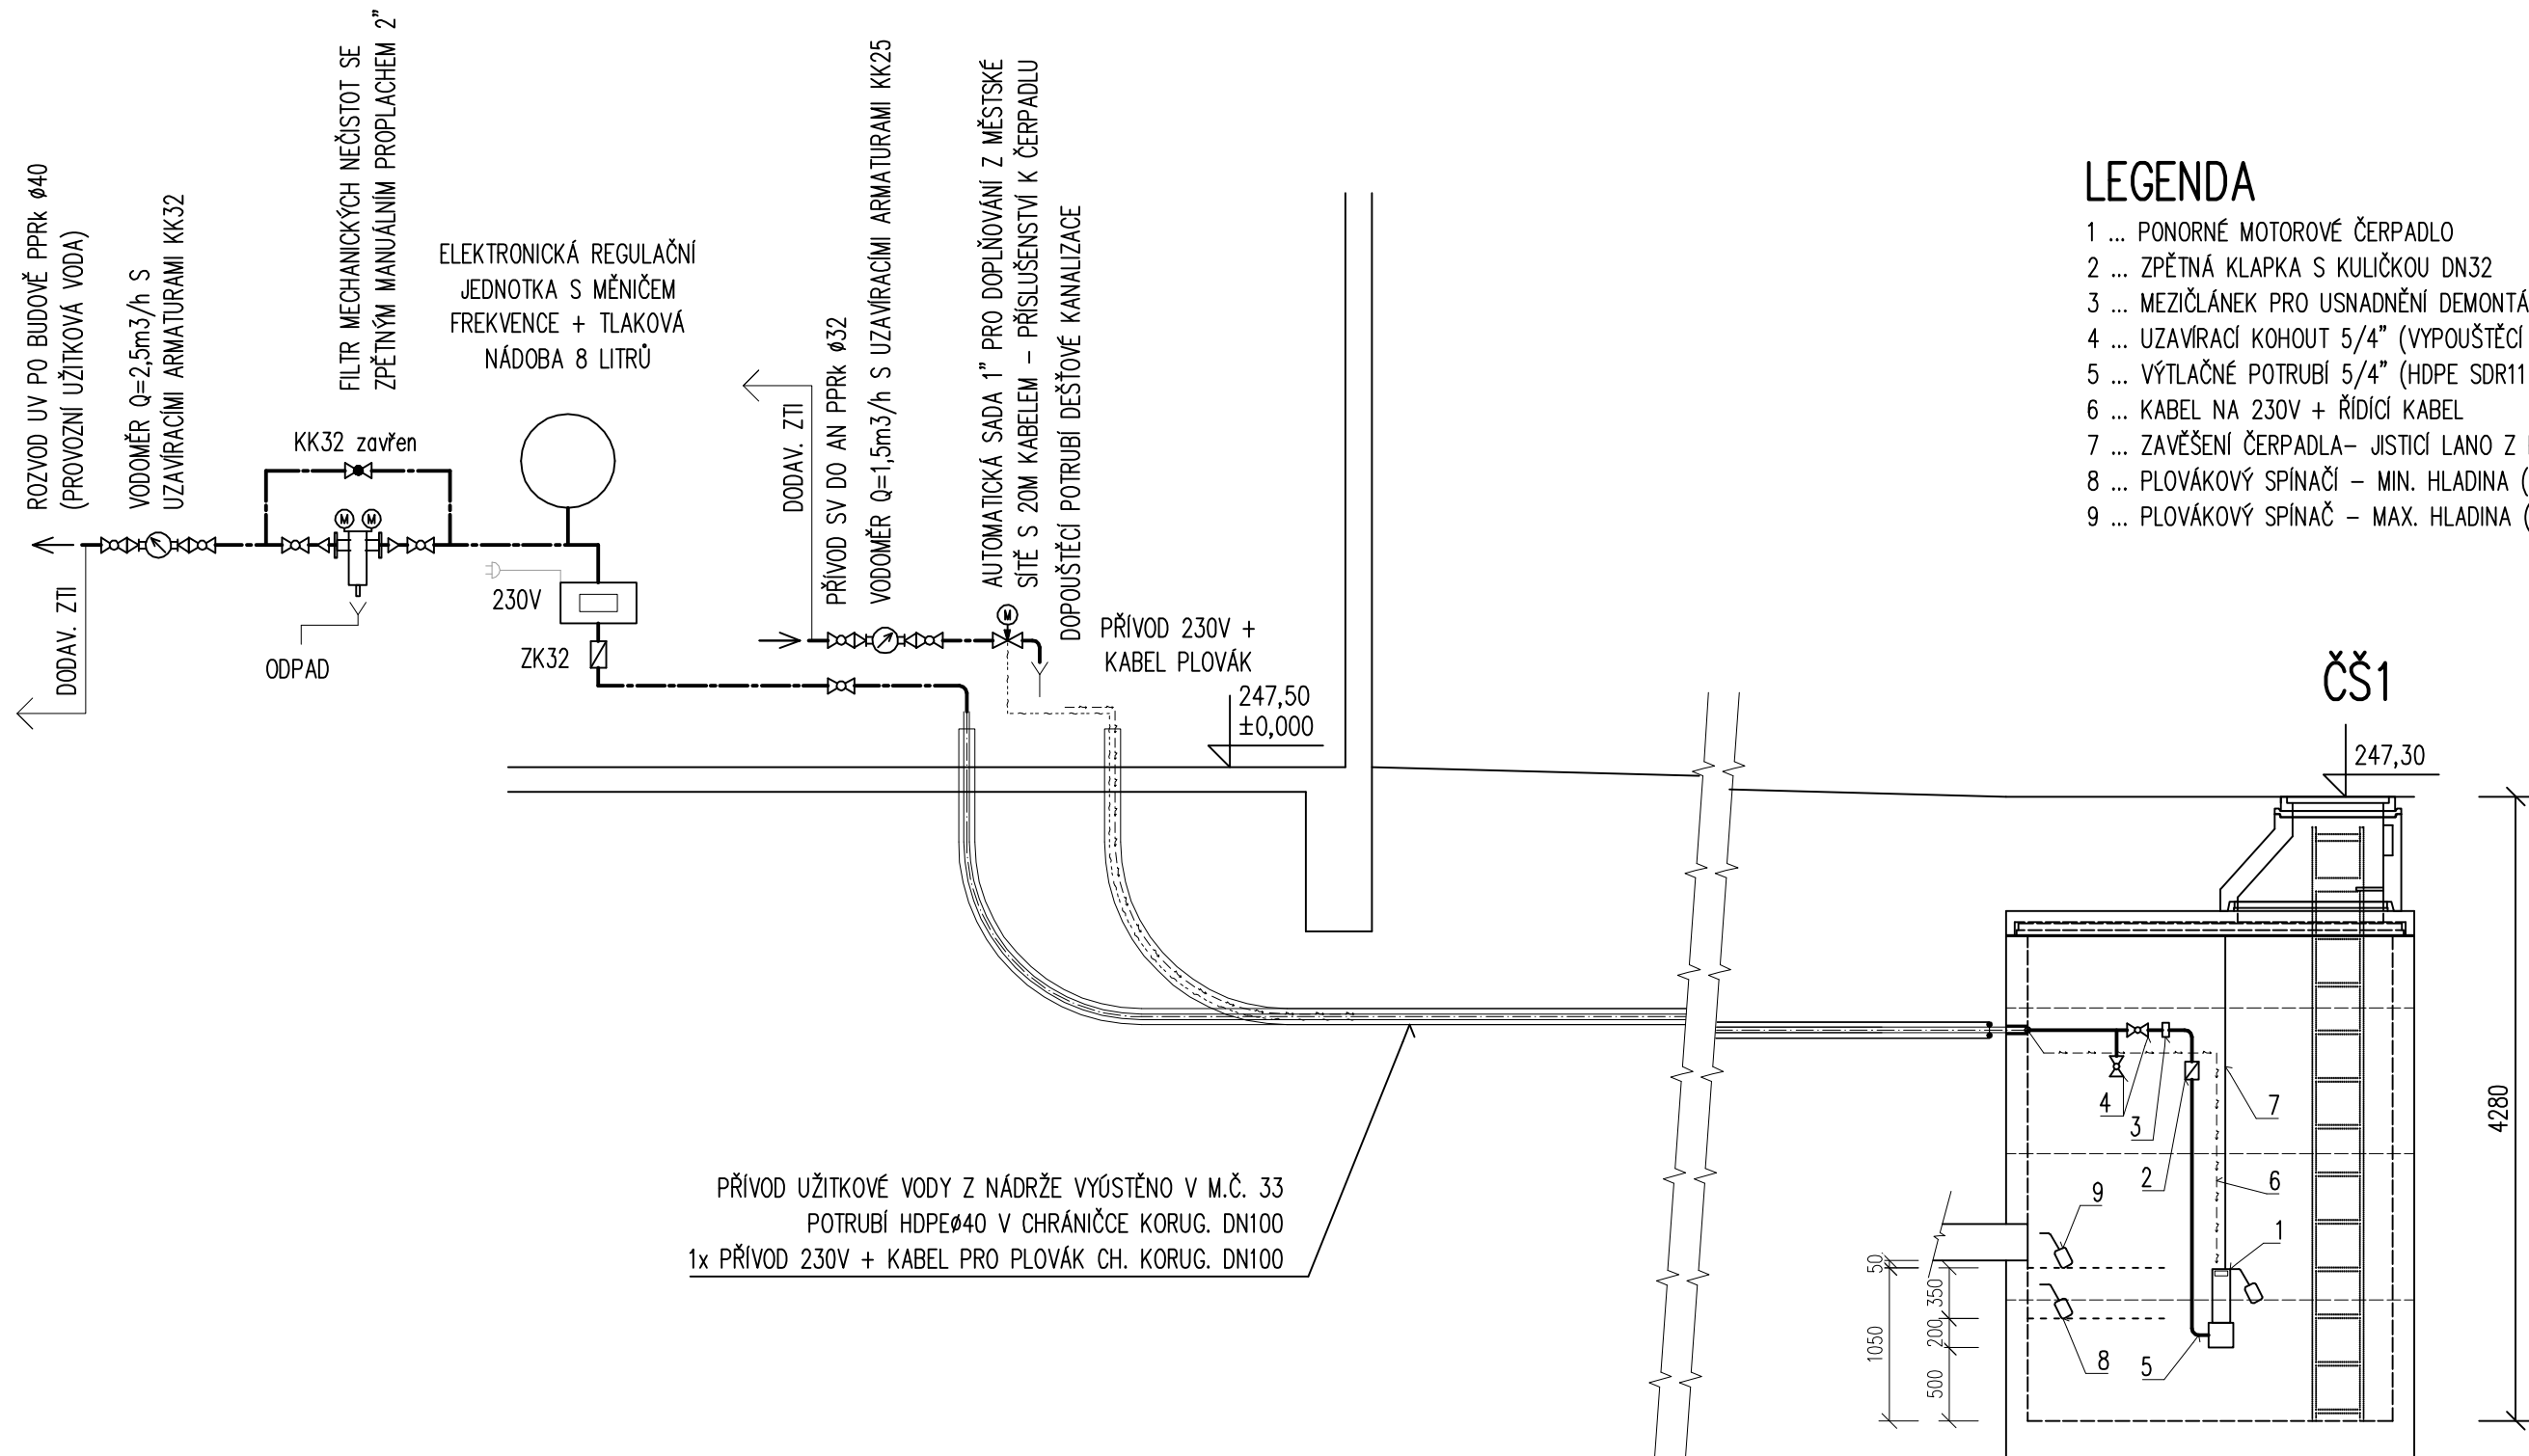 ROZVOD UV PO BUDOVĚ PPRk ø40
(PROVOZNÍ UŽITKOVÁ VODA)
VODOMĚR Q=2,5m3/h S
UZAVÍRACÍMI ARMATURAMI KK32
FILTR MECHANICKÝCH NEČISTOT SE
ZPĚTNÝM MANUÁLNÍM PROPLACHEM 2"
KK32 zavřen
M M
ELEKTRONICKÁ REGULAČNÍ
JEDNOTKA S MĚNIČEM
FREKVENCE + TLAKOVÁ
NÁDOBA 8 LITRŮ
DODAV. ZTI
ODPAD
230V
ZK32
DODAV. ZTI
PŘÍVOD SV DO AN PPRk ø32
VODOMĚR Q=1,5m3/h S UZAVÍRACÍMI ARMATURAMI KK25
AUTOMATICKÁ SADA 1" PRO DOPLŇOVÁNÍ Z MĚSTSKÉ
SÍTĚ S 20M KABELEM - PŘÍSLUŠENSTVÍ K ČERPADLU
DOPOUŠTĚCÍ POTRUBÍ DEŠŤOVÉ KANALIZACE
M
PŘÍVOD 230V +
KABEL PLOVÁK
247,50
±0,000
LEGENDA
1 ... PONORNÉ MOTOROVÉ ČERPADLO
2 ... ZPĚTNÁ KLAPKA S KULIČKOU DN32
3 ... MEZIČLÁNEK PRO USNADNĚNÍ DEMONTÁ
4 ... UZAVÍRACÍ KOHOUT 5/4" (VYPOUŠTĚCÍ
5 ... VÝTLAČNÉ POTRUBÍ 5/4" (HDPE SDR11
6 ... KABEL NA 230V + ŘÍDÍCÍ KABEL
7 ... ZAVĚŠENÍ ČERPADLA- JISTICÍ LANO Z
8 ... PLOVÁKOVÝ SPÍNAČÍ - MIN. HLADINA (
9 ... PLOVÁKOVÝ SPÍNAČ - MAX. HLADINA (
ČŠ1
247,30
4280
4
3
2
7
6
1
9
8
5
50
1050
350
200
500
PŘÍVOD UŽITKOVÉ VODY Z NÁDRŽE VYÚSTĚNO V M.Č. 33
POTRUBÍ HDPEø40 V CHRÁNIČCE KORUG. DN100
1x PŘÍVOD 230V + KABEL PRO PLOVÁK CH. KORUG. DN100